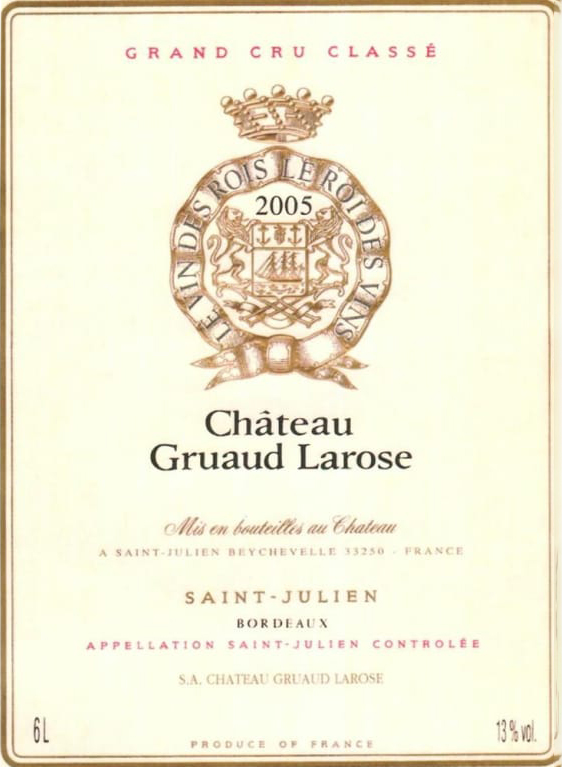 GRAND CRU CLASSÉ
LE VIN DES ROIS LE ROI DES VINS
2005
Château
Gruaud Larose
Mis en bouteilles au Chateau
A SAINT-JULIEN BEYCHEVELLE 33250 - FRANCE
SAINT-JULIEN
BORDEAUX
APPELLATION SAINT-JULIEN CONTROLÉE
S.A. CHATEAU GRUAUD LAROSE
6L
13% vol.
PRODUCE OF FRANCE